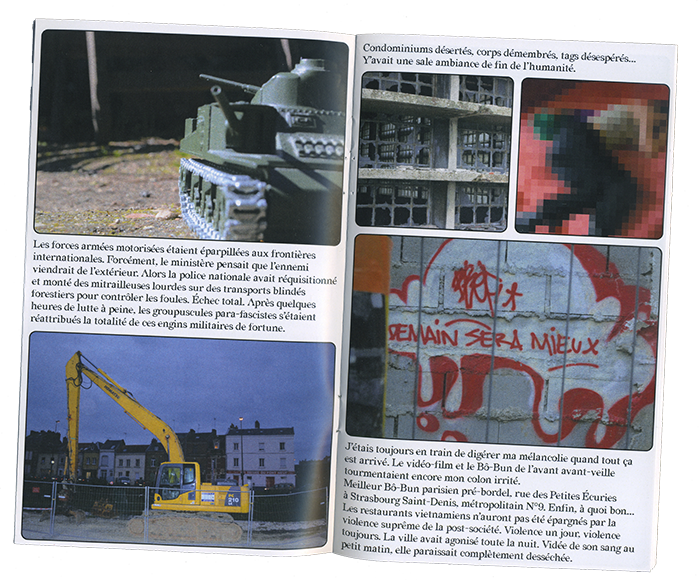 Les forces armées motorisées étaient éparpillées aux frontières
internationales. Forcément, le ministère pensait que l'ennemi
viendrait de l'extérieur. Alors la police nationale avait réquisitionné
et monté des mitrailleuses lourdes sur des transports blindés
forestiers pour contrôler les foules. Échec total. Après quelques
heures de lutte à peine, les groupuscules para-fascistes s'étaient
réattribués la totalité de ces engins militaires de fortune.
210
Condominiums désertés, corps démembrés, tags désespérés...
Y'avait une sale ambiance de fin de l'humanité.
DEMAIN SERA MIEUX
J'étais toujours en train de digérer ma mélancolie quand tout ça
est arrivé. Le vidéo-film et le Bô-Bun de l'avant avant-veille
tourmentaient encore mon colon irrité.
Meilleur Bô-Bun parisien pré-bordel, rue des Petites Écuries
à Strasbourg Saint-Denis, métropolitain N°9. Enfin, à quoi bon...
Les restaurants vietnamiens n'auront pas été épargnés par la
violence suprême de la post-société. Violence un jour, violence
toujours. La ville avait agonisé toute la nuit. Vidée de son sang au
petit matin, elle paraissait complètement desséchée.